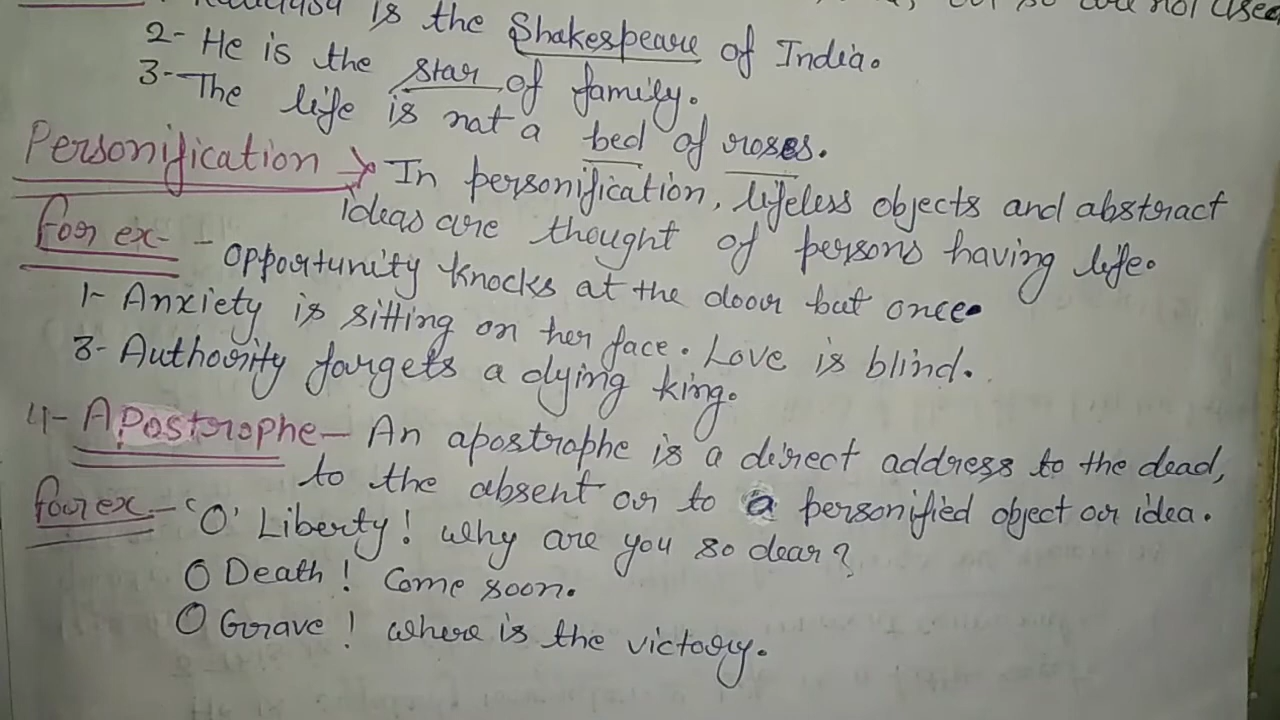 is the Shakespeare of India.
2- He is the star of family.
3- The life is not a bed of roses.
Personification → In personification, lifeless objects and abstract
ideas are thought of persons having life.
For ex- - Opportunity knocks at the door but once.
1- Anxiety is sitting on her face. Love is blind.
3- Authority forgets a dying king.
4- Apostrophe - An apostrophe is a direct address to the dead,
to the absent or to a personified object or idea.
for ex - 'O' Liberty! why are you so dear?
O Death! Come soon.
O Grave! where is the victory.